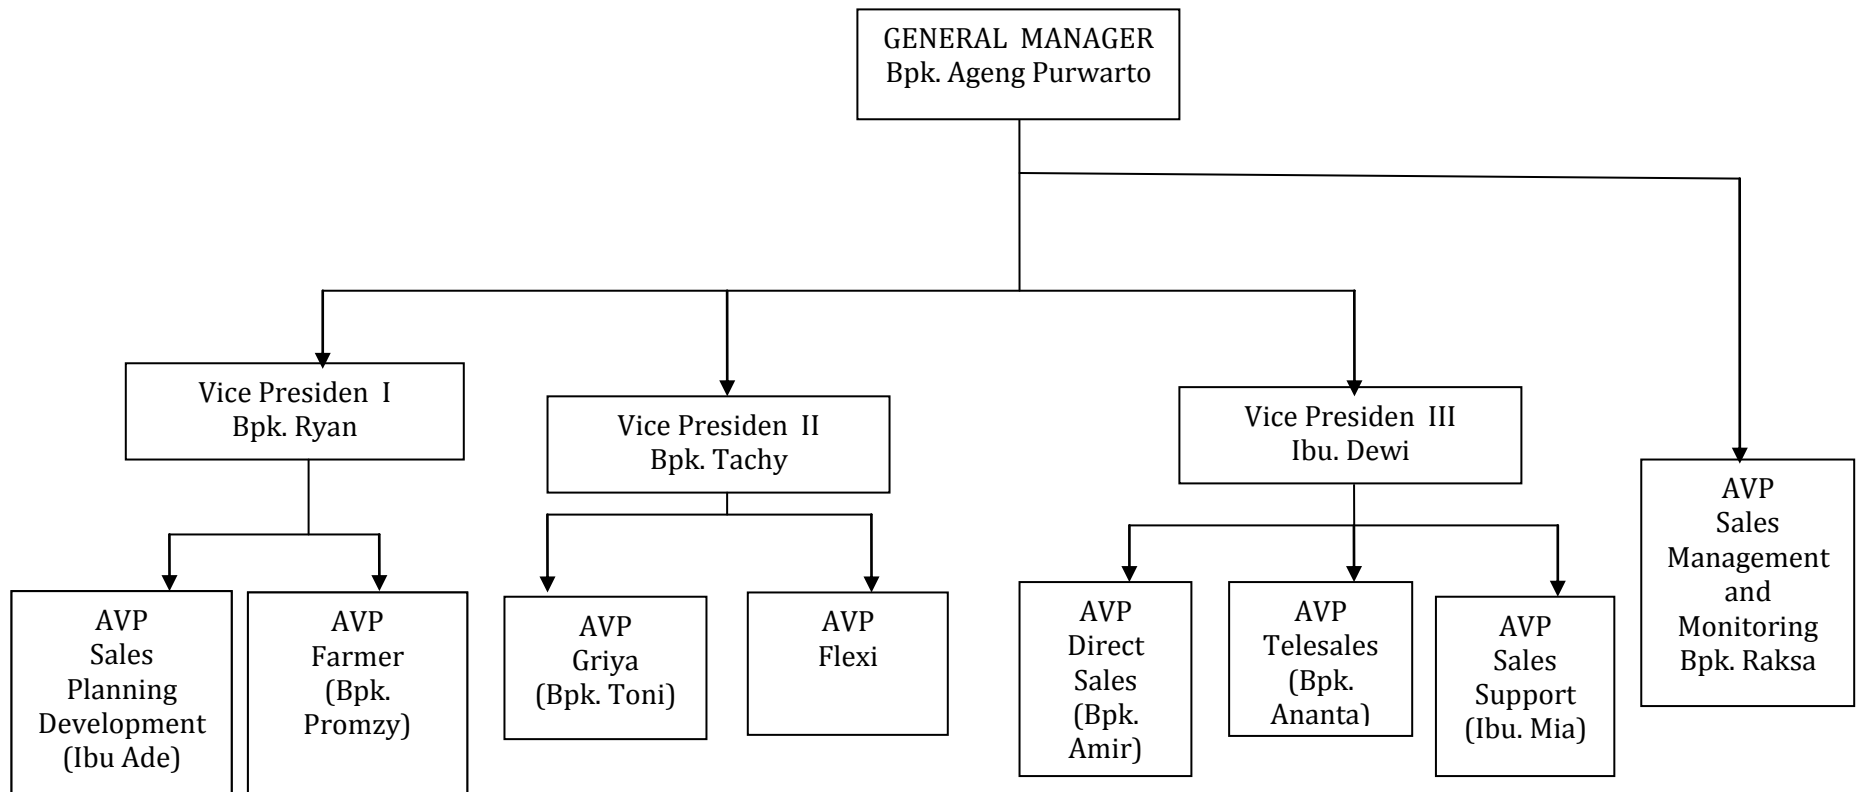 GENERAL MANAGER
Bpk. Ageng Purwarto
Vice Presiden I
Bpk. Ryan
Vice Presiden II
Bpk. Tachy
Vice Presiden III
Ibu. Dewi
AVP
Sales
Management
and
Monitoring
Bpk. Raksa
AVP
Sales
Planning
Development
(Ibu Ade)
AVP
Farmer
(Bpk.
Promzy)
AVP
Griya
(Bpk. Toni)
AVP
Flexi
AVP
Direct
Sales
(Bpk.
Amir)
AVP
Telesales
(Bpk.
Ananta)
AVP
Sales
Support
(Ibu. Mia)